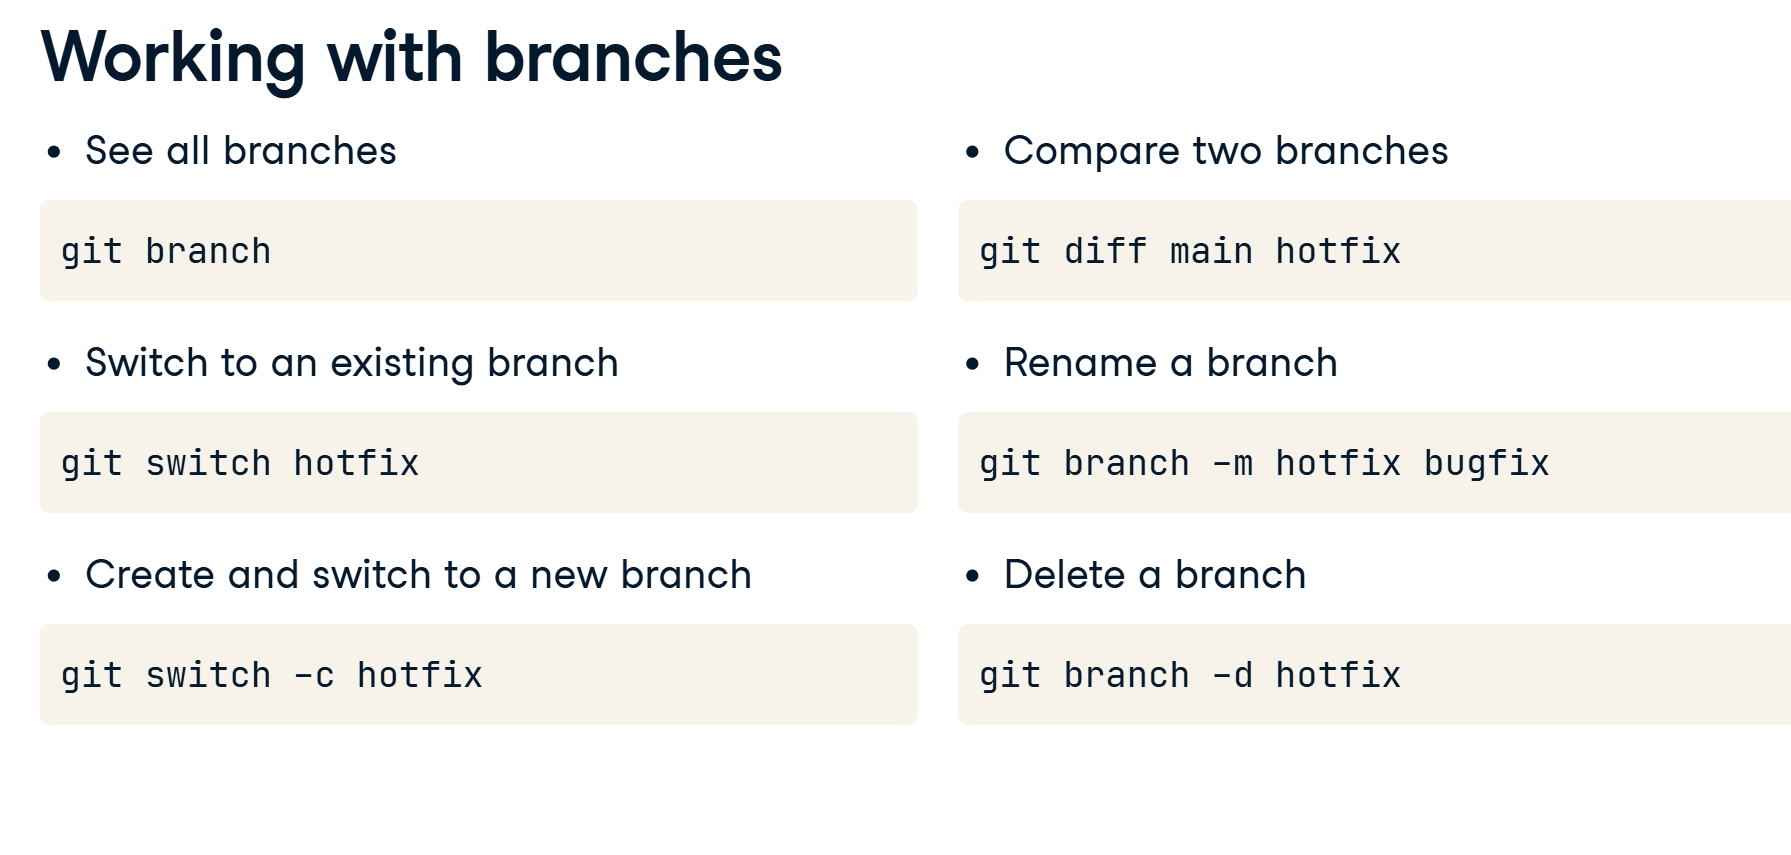 Working with branches
• See all branches
git branch
• Switch to an existing branch
git switch hotfix
• Create and switch to a new branch
git switch -c hotfix
• Compare two branches
git diff main hotfix
• Rename a branch
git branch -m hotfix bugfix
• Delete a branch
git branch -d hotfix